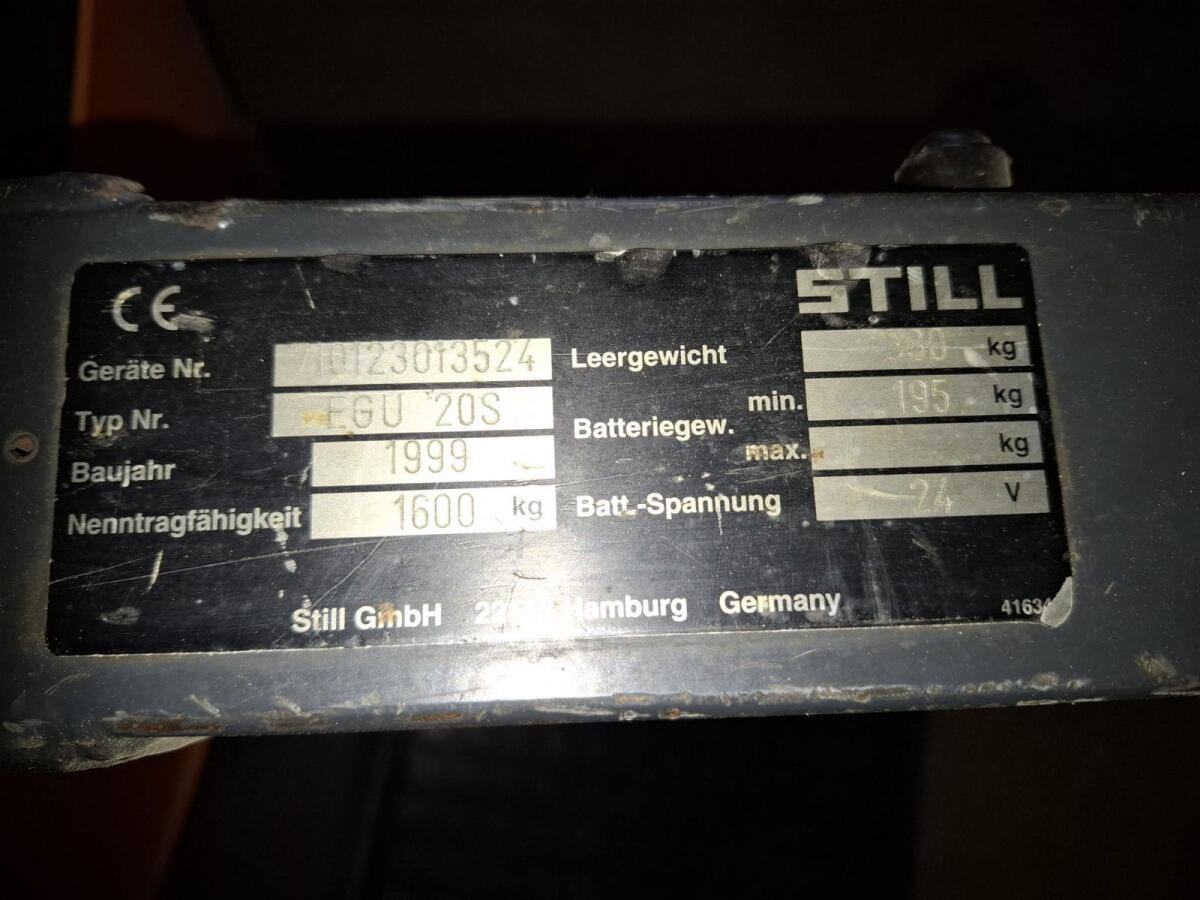 CE
STILL
Geräte Nr.
Typ Nr. EGU 20S
Baujahr 1999
Nenntragfähigkeit 1600 kg
Leergewicht kg
Batteriegew. min. 195 kg
max. kg
Batt.-Spannung 24 V
Still GmbH Hamburg Germany